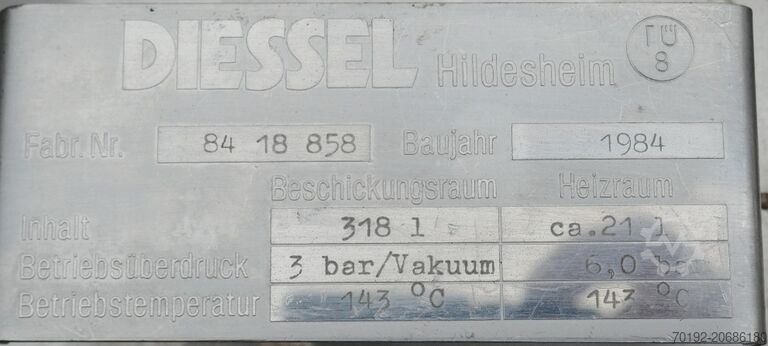 DIESSEL Hildesheim
TÜ
8
Fabr. Nr. 84 18 858 Baujahr 1984
Beschickungsraum Heizraum
Inhalt 318 l ca. 21 l
Betriebsüberdruck 3 bar/Vakuum 6,0 bar
Betriebstemperatur 143 °C 143 °C
70192-20686180